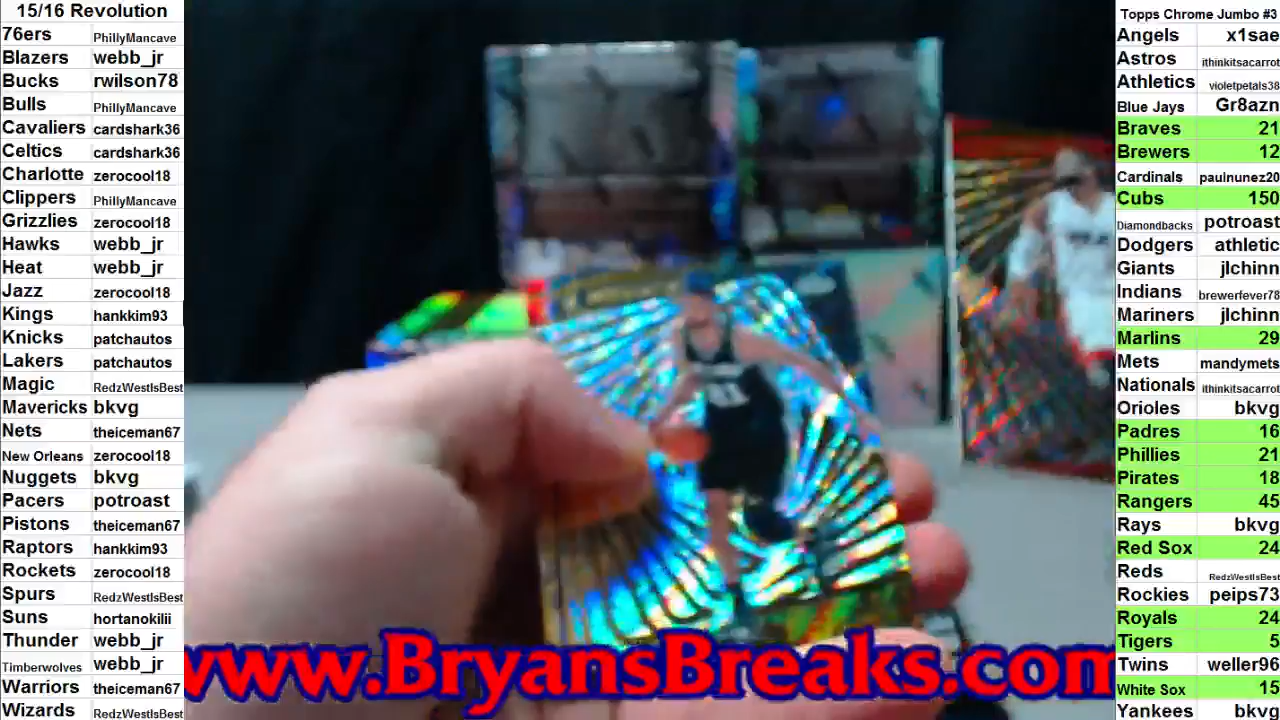 15/16 Revolution
76ers PhillyMancave
Blazers webb_jr
Bucks rwilson78
Bulls PhillyMancave
Cavaliers cardshark36
Celtics cardshark36
Charlotte zerocool18
Clippers PhillyMancave
Grizzlies zerocool18
Hawks webb_jr
Heat webb_jr
Jazz zerocool18
Kings hankkim93
Knicks patchautos
Lakers patchautos
Magic RedzWestIsBest
Mavericks bkvg
Nets theiceman67
New Orleans zerocool18
Nuggets bkvg
Pacers potroast
Pistons theiceman67
Raptors hankkim93
Rockets zerocool18
Spurs RedzWestIsBest
Suns hortanokilii
Thunder webb_jr
Timberwolves webb_jr
Warriors theiceman67
Wizards RedzWestIsBest
www.BryansBreaks.com
Topps Chrome Jumbo #3
Angels x1sae
Astros ithinkitsacarrot
Athletics violetpetals38
Blue Jays Gr8azn
Braves 21
Brewers 12
Cardinals paulnunez20
Cubs 150
Diamondbacks potroast
Dodgers athletic
Giants jlchinn
Indians brewerfever78
Mariners jlchinn
Marlins 29
Mets mandymets
Nationals ithinkitsacarrot
Orioles bkvg
Padres 16
Phillies 21
Pirates 18
Rangers 45
Rays bkvg
Red Sox 24
Reds RedzWestIsBest
Rockies peips73
Royals 24
Tigers 5
Twins weller96
White Sox 15
Yankees bkvg